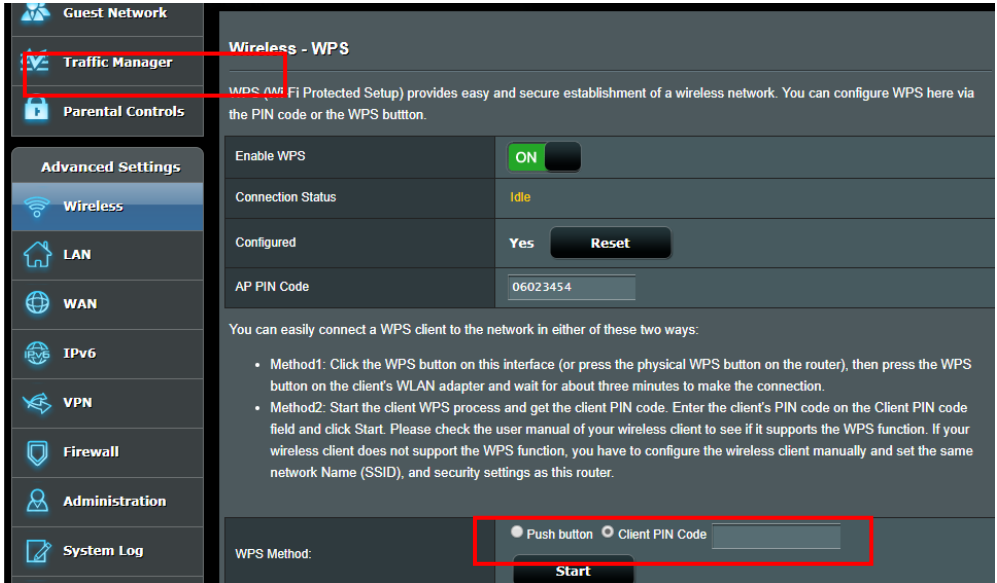 Guest Network
Traffic Manager
Parental Controls
Advanced Settings
Wireless
LAN
WAN
IPv6
IPv6
VPN
Firewall
Administration
System Log
Wireless - WPS
WPS (Wi-Fi Protected Setup) provides easy and secure establishment of a wireless network. You can configure WPS here via
the PIN code or the WPS buttton.
Enable WPS
ON
Connection Status
Idle
Configured
Yes
Reset
AP PIN Code
06023454
You can easily connect a WPS client to the network in either of these two ways:
• Method1: Click the WPS button on this interface (or press the physical WPS button on the router), then press the WPS
button on the client's WLAN adapter and wait for about three minutes to make the connection.
• Method2: Start the client WPS process and get the client PIN code. Enter the client's PIN code on the Client PIN code
field and click Start. Please check the user manual of your wireless client to see if it supports the WPS function. If your
wireless client does not support the WPS function, you have to configure the wireless client manually and set the same
network Name (SSID), and security settings as this router.
WPS Method:
Push button Client PIN Code
Start